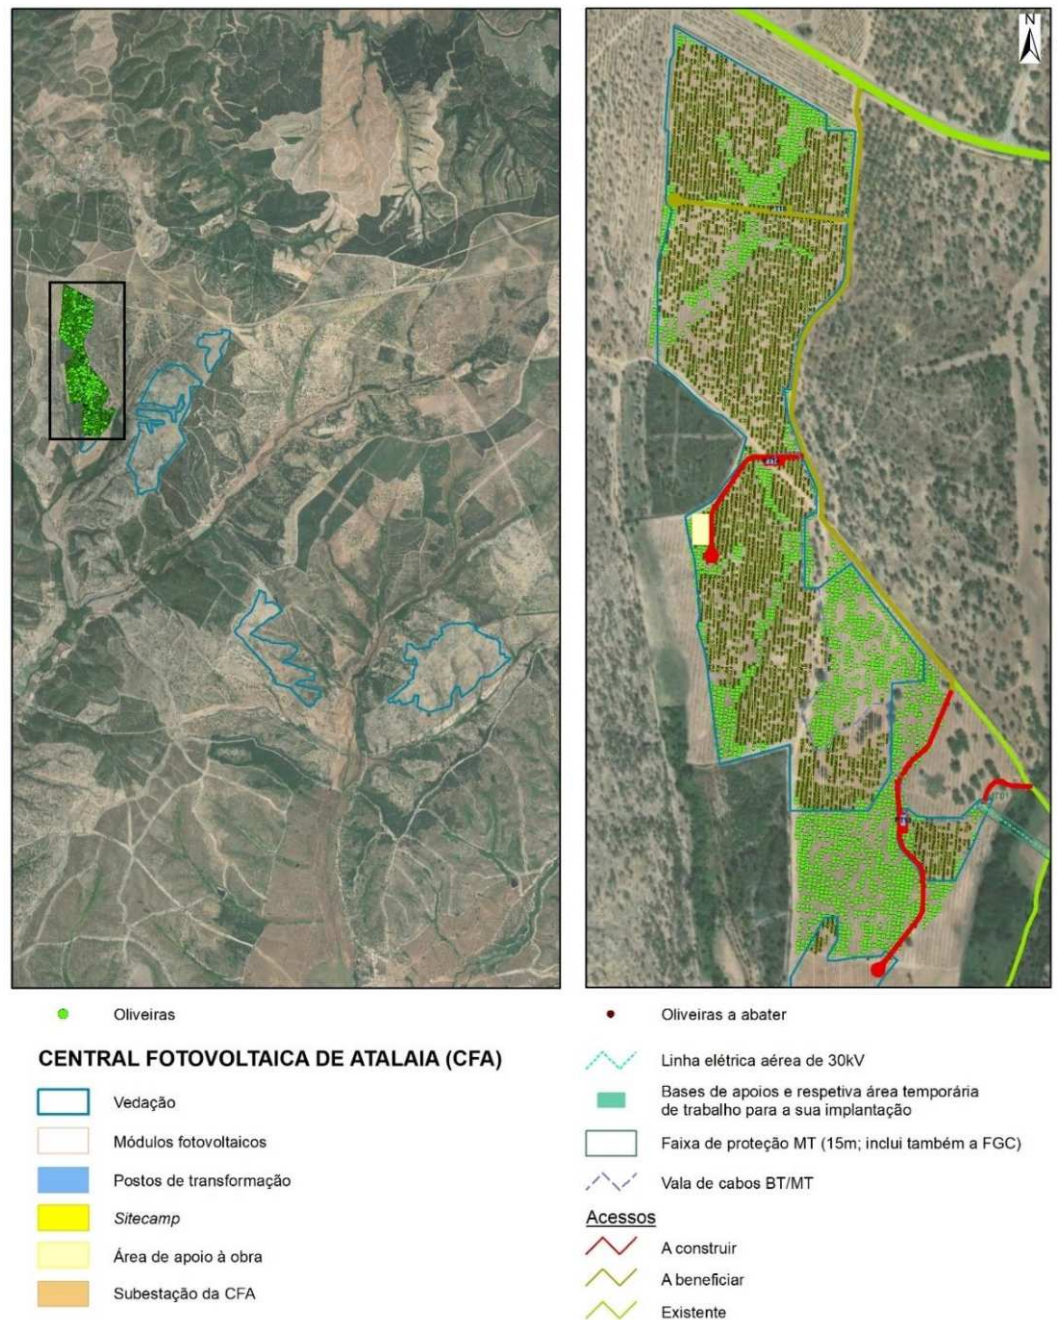 N
Oliveiras
CENTRAL FOTOVOLTAICA DE ATALAIA (CFA)
Vedação
Módulos fotovoltaicos
Postos de transformação
Sitecamp
Área de apoio à obra
Subestação da CFA
Oliveiras a abater
Linha elétrica aérea de 30kV
Bases de apoios e respetiva área temporária
de trabalho para a sua implantação
Faixa de proteção MT (15m; inclui também a FGC)
Vala de cabos BT/MT
Acessos
A construir
A beneficiar
Existente